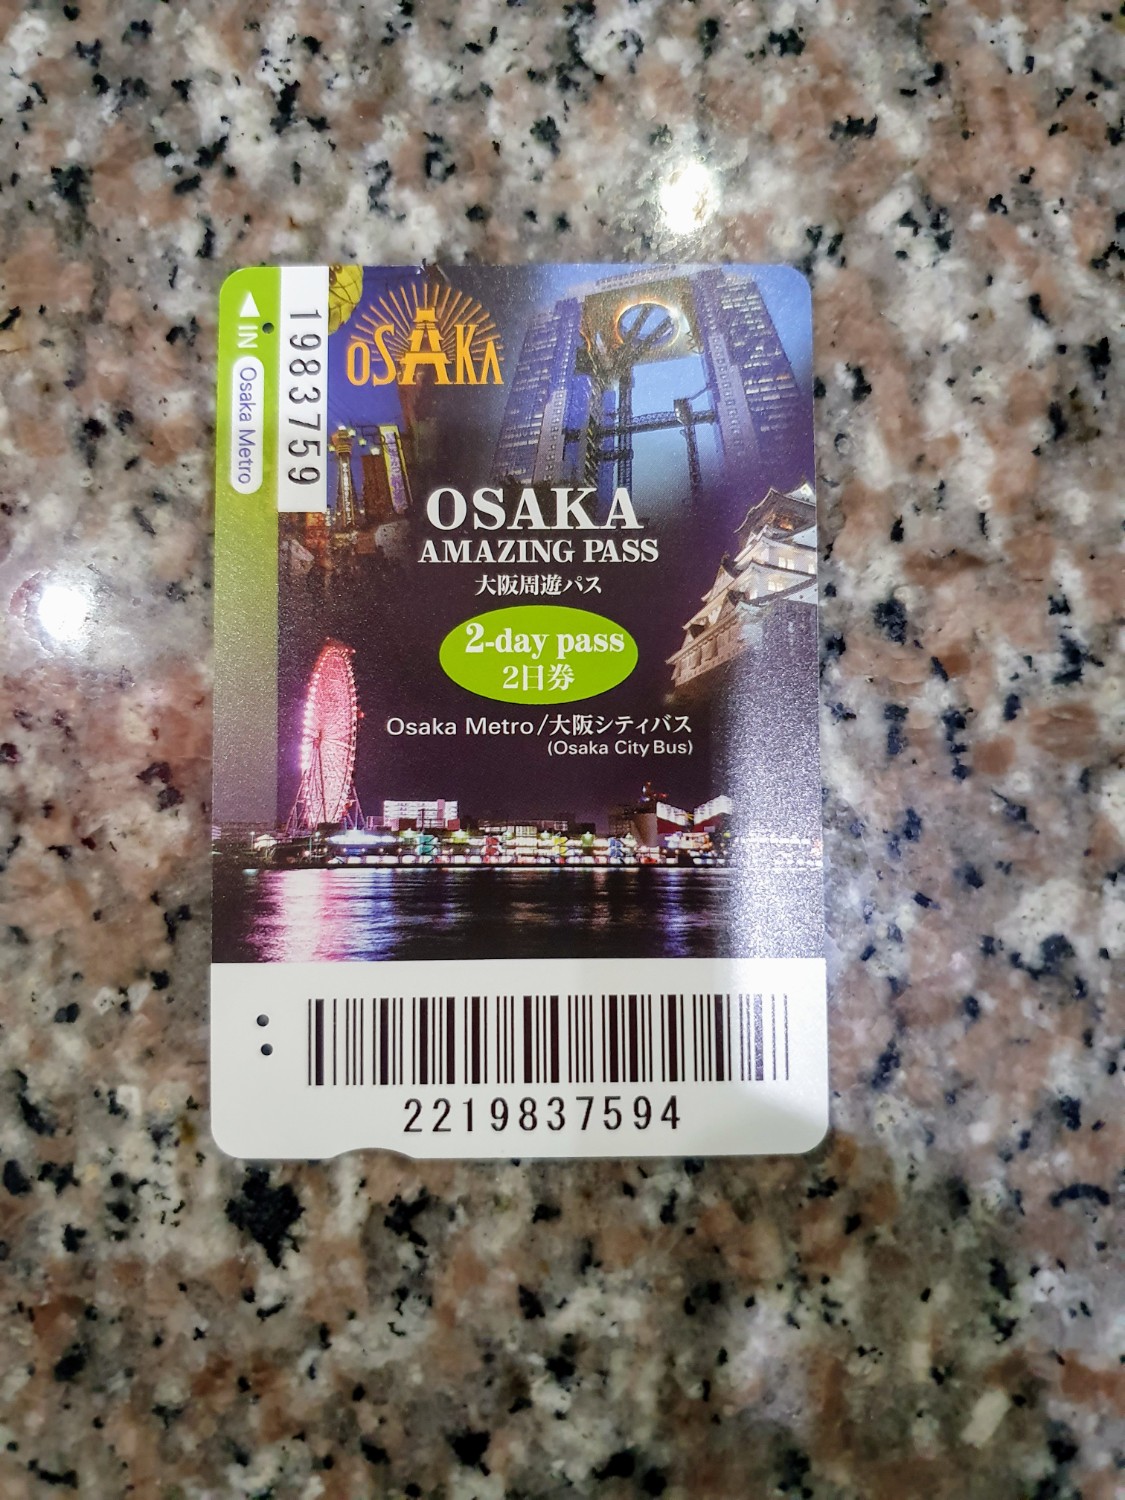 IN
Osaka Metro
1983759
OSAKA
OSAKA
AMAZING PASS
大阪周遊パス
2-day pass
2日券
Osaka Metro/大阪シティバス
(Osaka City Bus)
2219837594